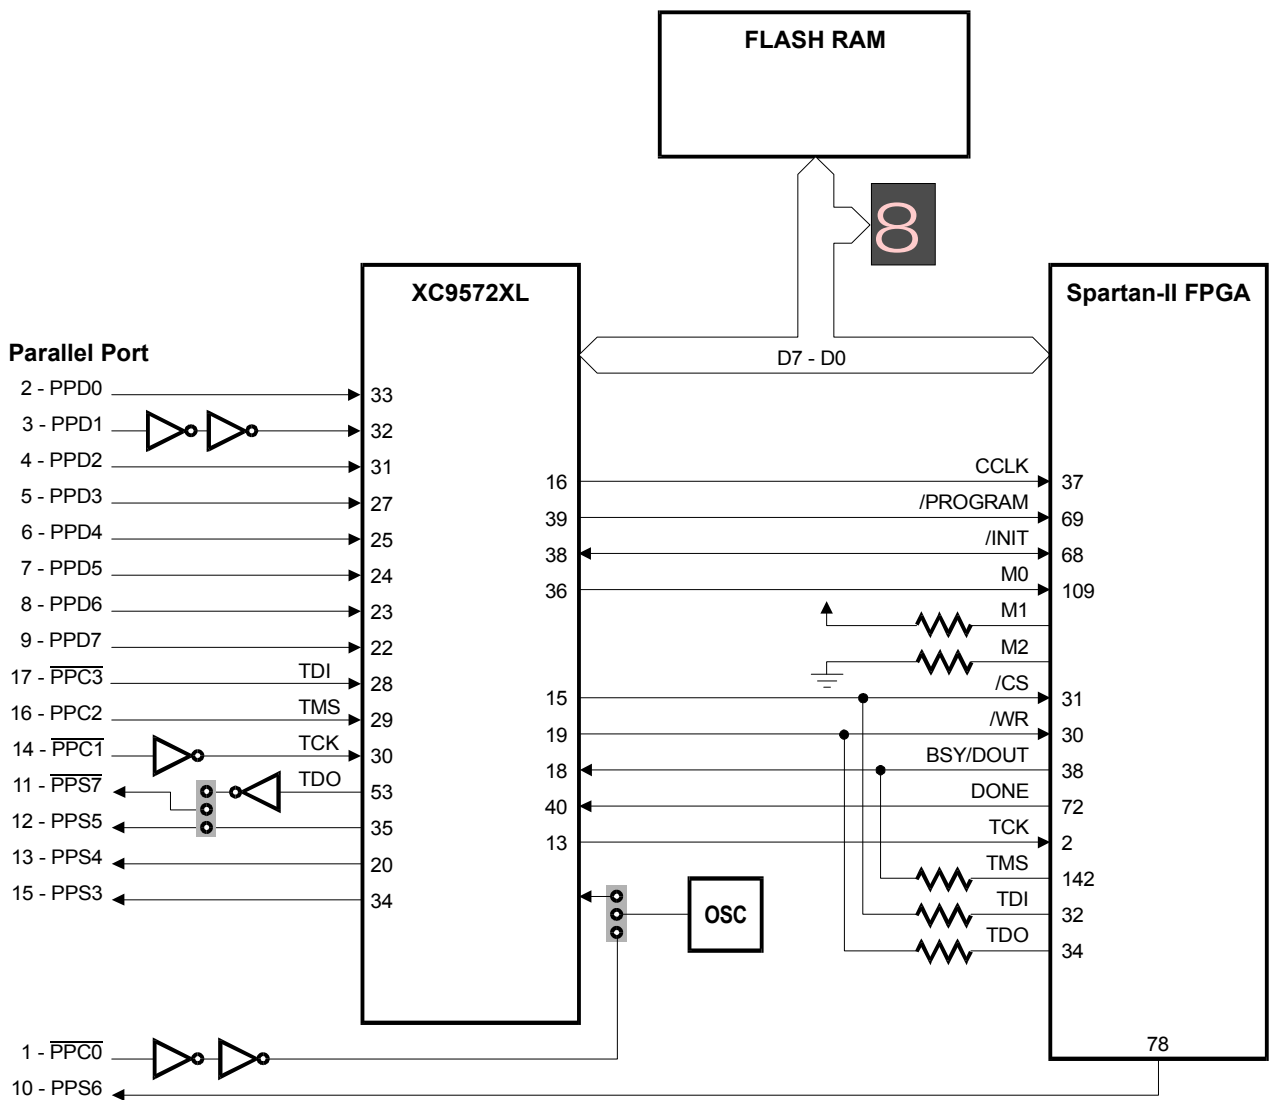 FLASH RAM
8
XC9572XL
Spartan-II FPGA
Parallel Port
D7 - D0
2 - PPD0 33
3 - PPD1 32
4 - PPD2 31
16 CCLK 37
5 - PPD3 27
39 /PROGRAM 69
6 - PPD4 25
38 /INIT 68
7 - PPD5 24
36 M0 109
8 - PPD6 23
M1
9 - PPD7 22
M2
17 - PPC3 TDI 28
15 /CS 31
16 - PPC2 TMS 29
19 /WR 30
14 - PPC1 TCK 30
18 BSY/DOUT 38
11 - PPS7 TDO 53
40 DONE 72
12 - PPS5 35
13 TCK 2
13 - PPS4 20
TMS 142
15 - PPS3 34
OSC
TDI 32
TDO 34
1 - PPC0
78
10 - PPS6